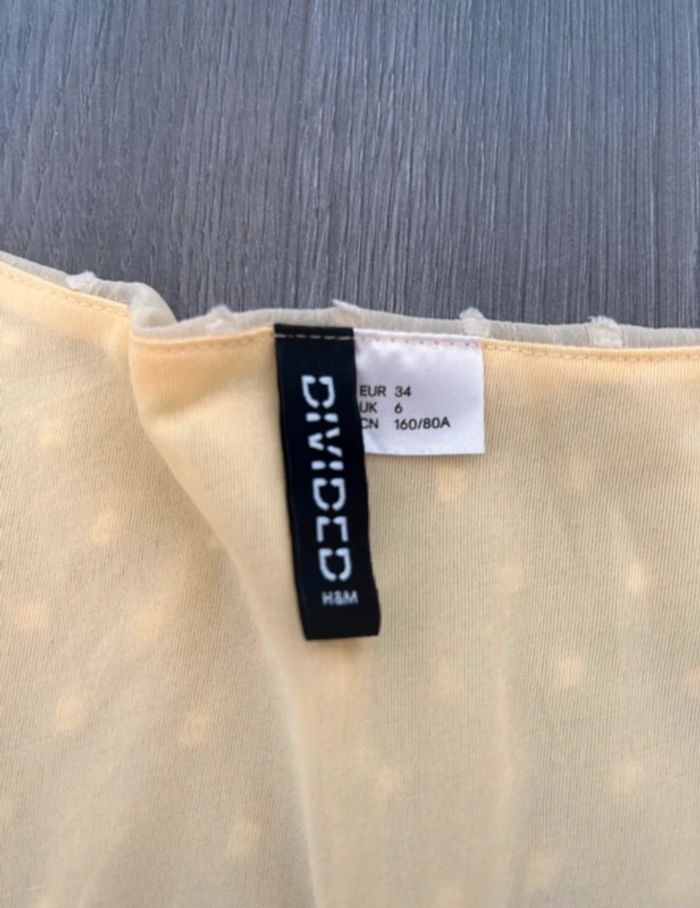 DIVIDED
H&M
EUR 34
UK 6
CN 160/80A